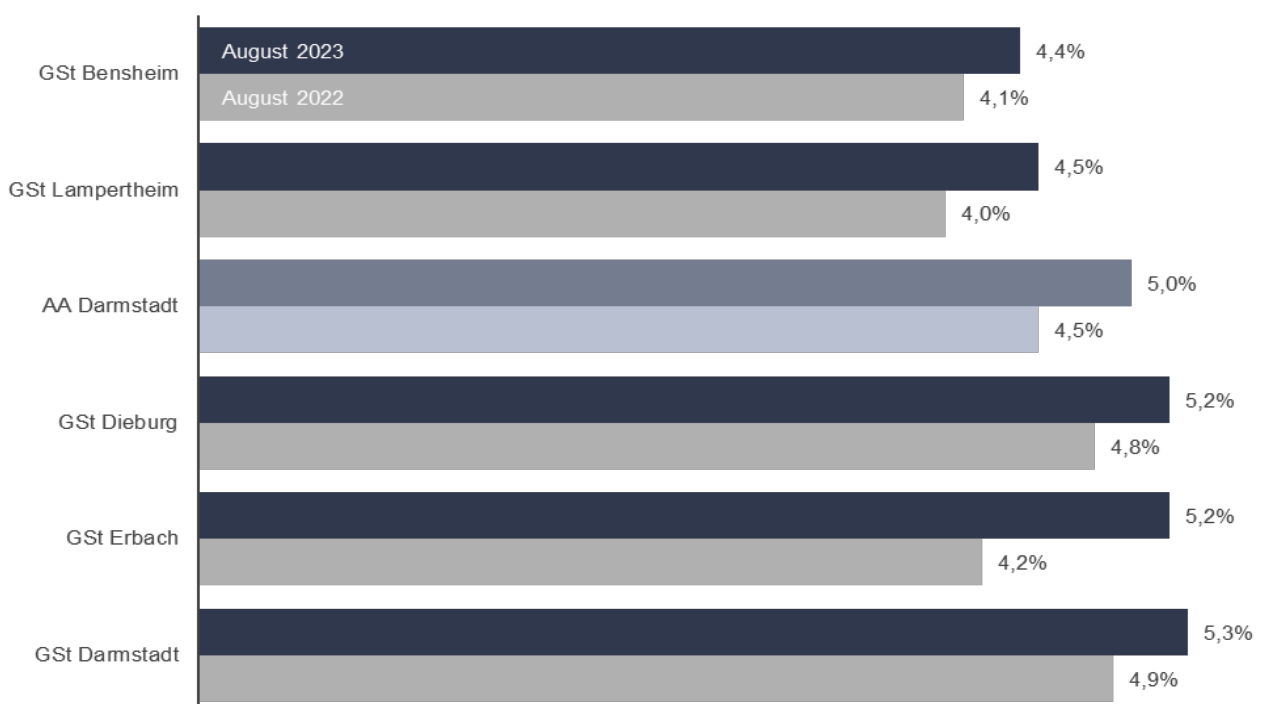 August 2023
4,4%
GSt Bensheim
August 2022
4,1%
4,5%
GSt Lampertheim
4,0%
5,0%
AA Darmstadt
4,5%
5,2%
GSt Dieburg
4,8%
5,2%
GSt Erbach
4,2%
5,3%
GSt Darmstadt
4,9%